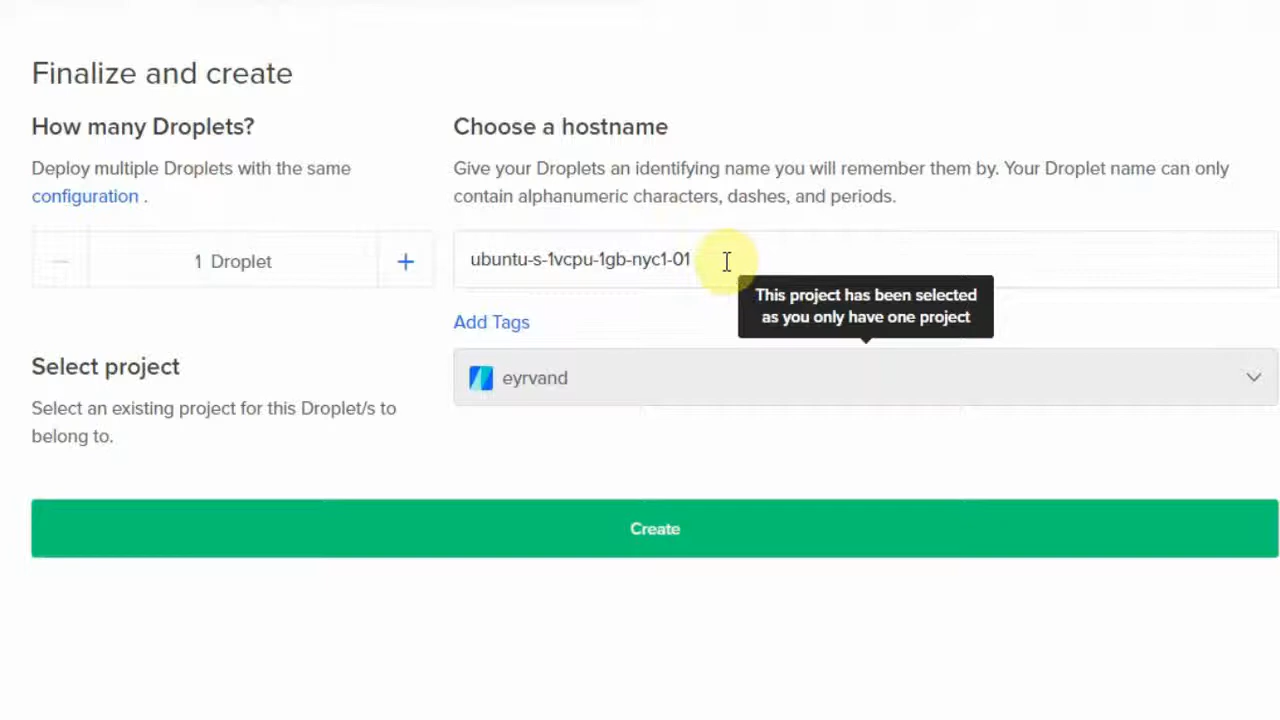 Finalize and create
How many Droplets?
Deploy multiple Droplets with the same
configuration .
1 Droplet
Choose a hostname
Give your Droplets an identifying name you will remember them by. Your Droplet name can only
contain alphanumeric characters, dashes, and periods.
ubuntu-s-1vcpu-1gb-nyc1-01
This project has been selected
as you only have one project
Add Tags
Select project
Select an existing project for this Droplet/s to
belong to.
eyrvand
Create